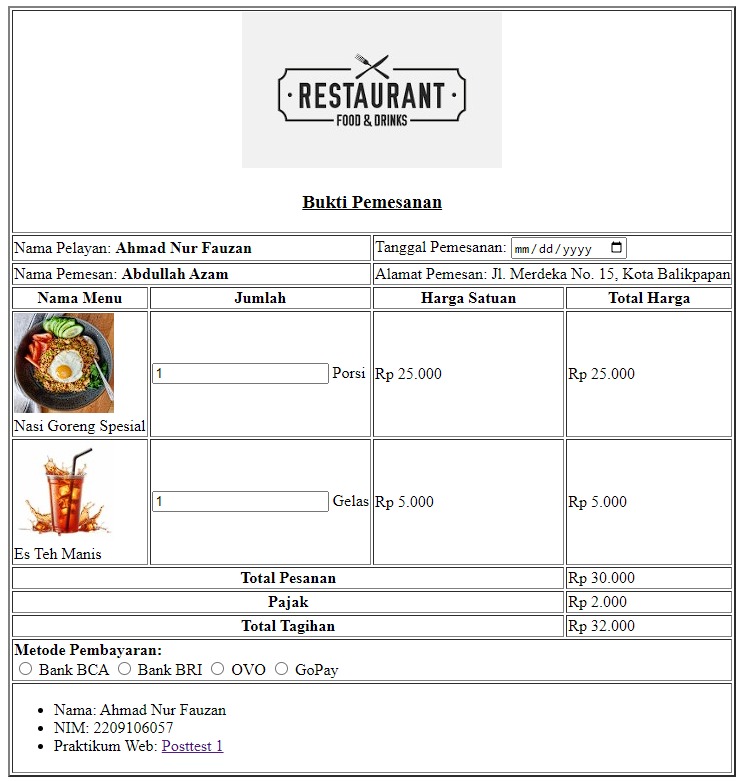 · RESTAURANT ·
FOOD & DRINKS
Bukti Pemesanan
Nama Pelayan: Ahmad Nur Fauzan
Tanggal Pemesanan: mm/dd/yyyy
Nama Pemesan: Abdullah Azam
Alamat Pemesan: Jl. Merdeka No. 15, Kota Balikpapan
Nama Menu Jumlah Harga Satuan Total Harga
1 Porsi Rp 25.000 Rp 25.000
Nasi Goreng Spesial
1 Gelas Rp 5.000 Rp 5.000
Es Teh Manis
Total Pesanan Rp 30.000
Pajak Rp 2.000
Total Tagihan Rp 32.000
Metode Pembayaran:
Bank BCA Bank BRI OVO GoPay
• Nama: Ahmad Nur Fauzan
• NIM: 2209106057
• Praktikum Web: Posttest 1